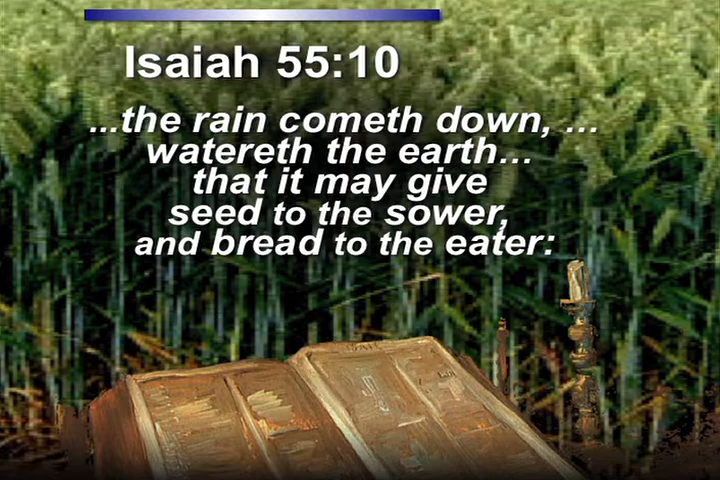 Isaiah 55:10
...the rain cometh down, ...
watereth the earth...
that it may give
seed to the sower,
and bread to the eater: